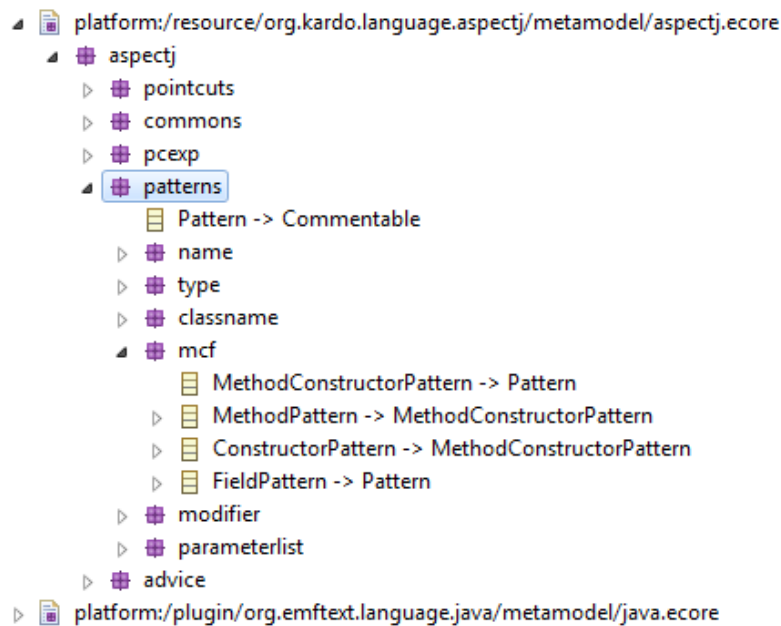 platform:/resource/org.kardo.language.aspectj/metamodel/aspectj.ecore
aspectj
pointcuts
commons
pcexp
patterns
Pattern -> Commentable
name
type
classname
mcf
MethodConstructorPattern -> Pattern
MethodPattern -> MethodConstructorPattern
ConstructorPattern -> MethodConstructorPattern
FieldPattern -> Pattern
modifier
parameterlist
advice
platform:/plugin/org.emftext.language.java/metamodel/java.ecore